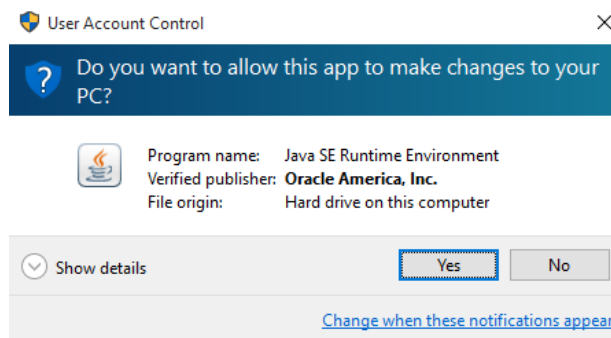 User Account Control
Do you want to allow this app to make changes to your
PC?
Program name: Java SE Runtime Environment
Verified publisher: Oracle America, Inc.
File origin: Hard drive on this computer
Show details
Yes
No
Change when these notifications appear